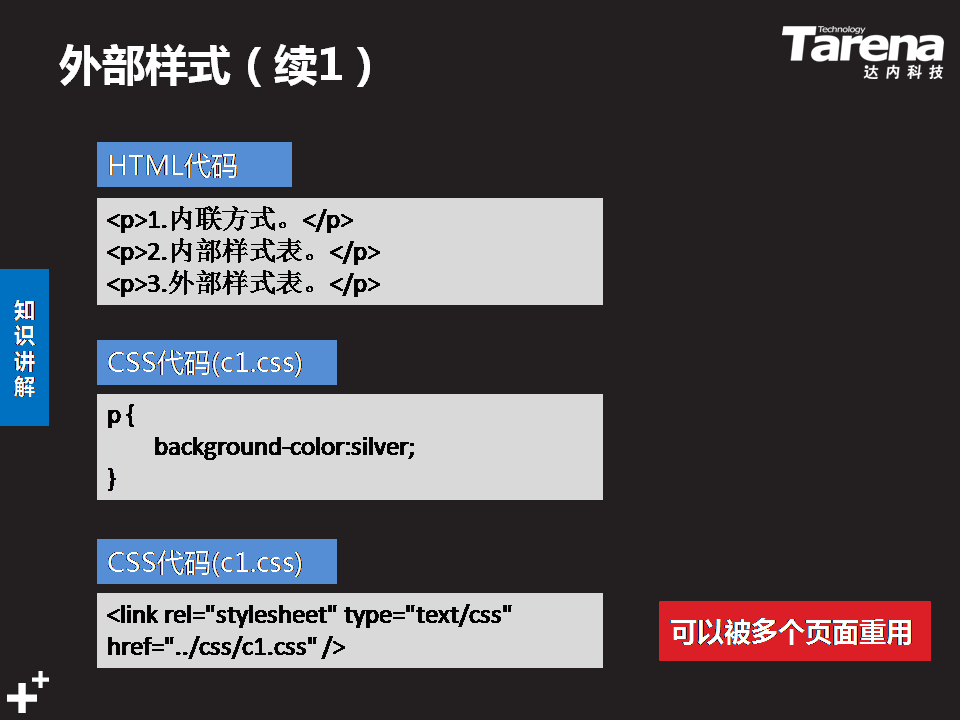 外部样式（续1）
Technology
Tarena
达内科技
HTML代码
<p>1.内联方式。</p>
<p>2.内部样式表。</p>
<p>3.外部样式表。</p>
知识讲解
CSS代码(c1.css)
p {
background-color:silver;
}
CSS代码(c1.css)
<link rel="stylesheet" type="text/css"
href="../css/c1.css" />
可以被多个页面重用